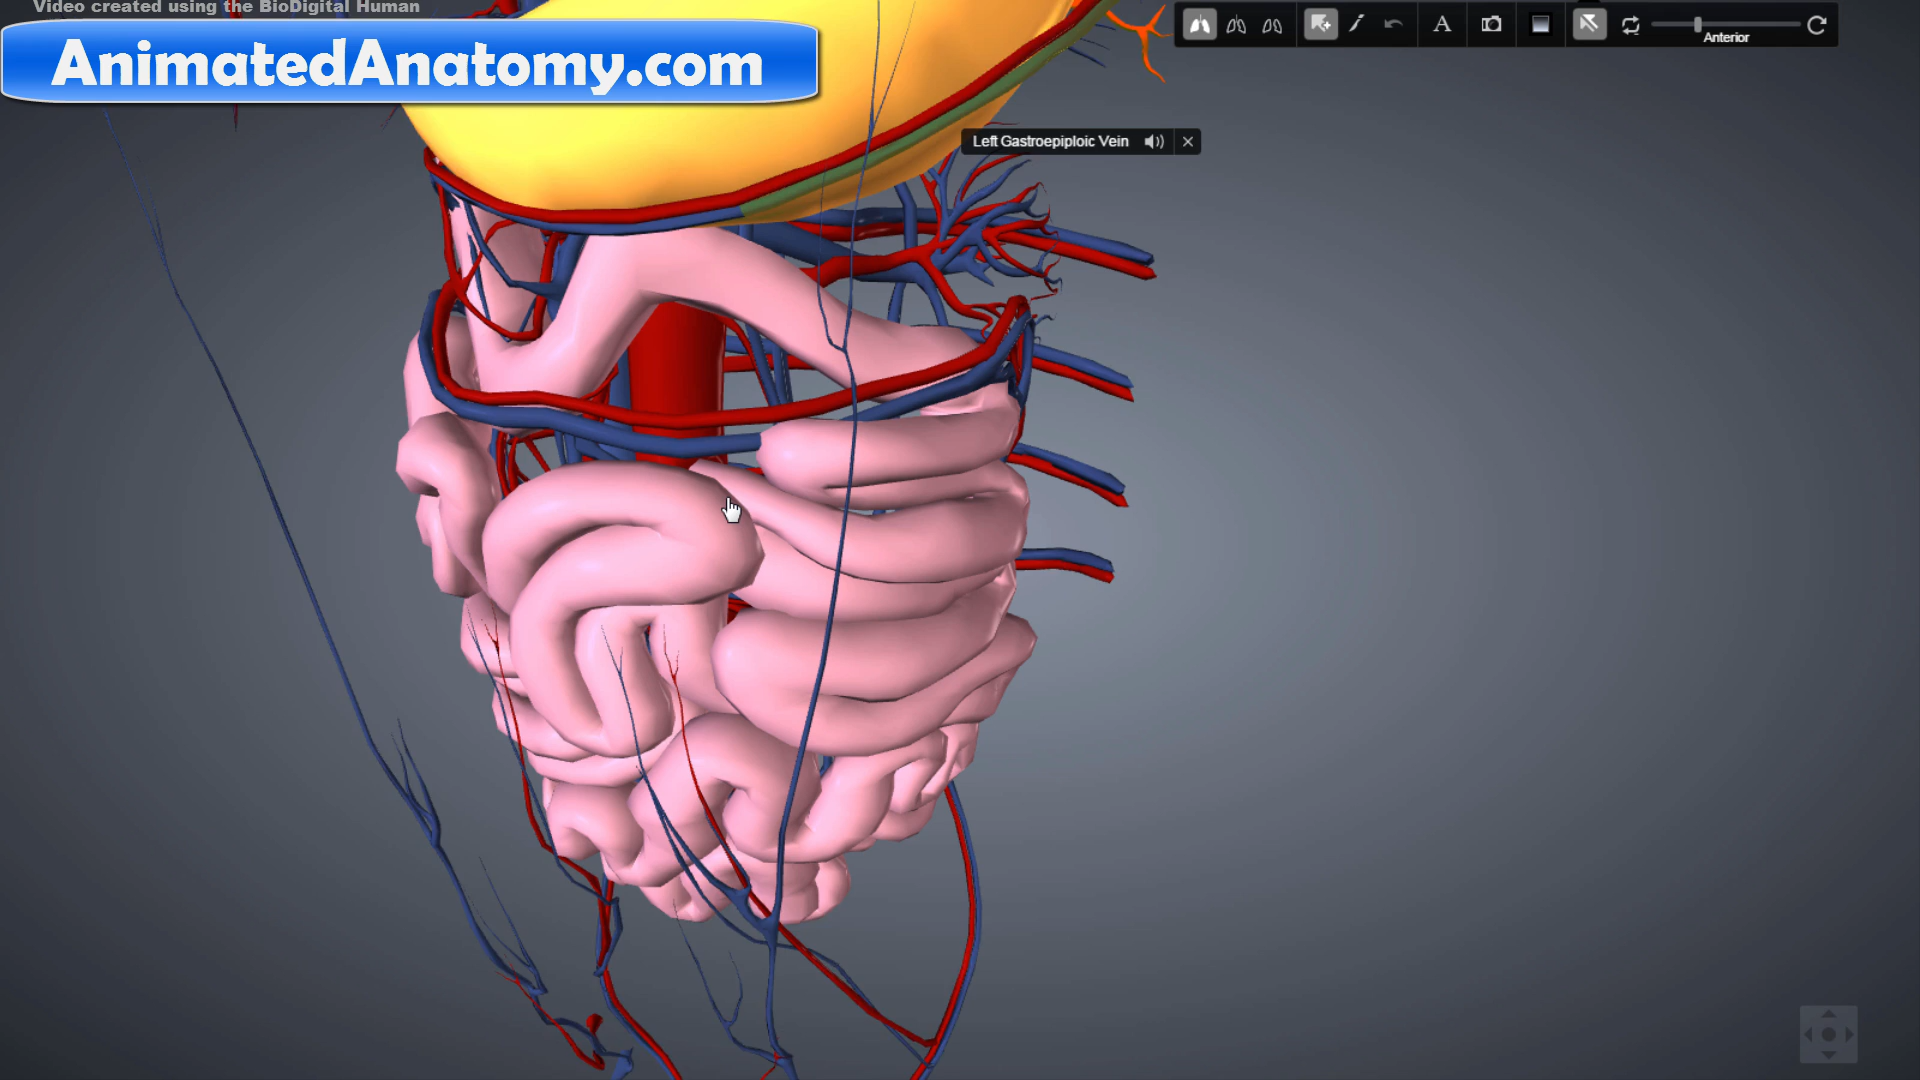 Video created using the BioDigital Human
AnimatedAnatomy.com
A
Anterior
Left Gastroepiploic Vein